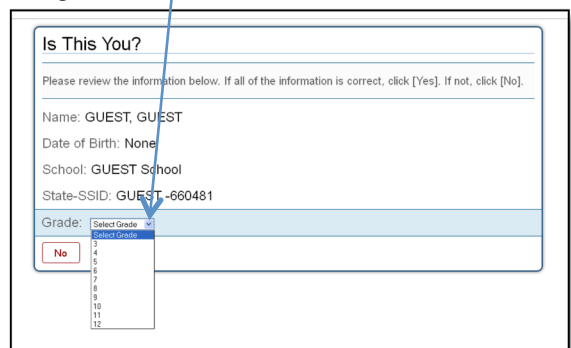 Is This You?
Please review the information below. If all of the information is correct, click [Yes]. If not, click [No].
Name: GUEST, GUEST
Date of Birth: None
School: GUEST School
State-SSID: GUEST -660481
Grade: Select Grade
Select Grade
3
4
5
6
7
8
9
10
11
12
No